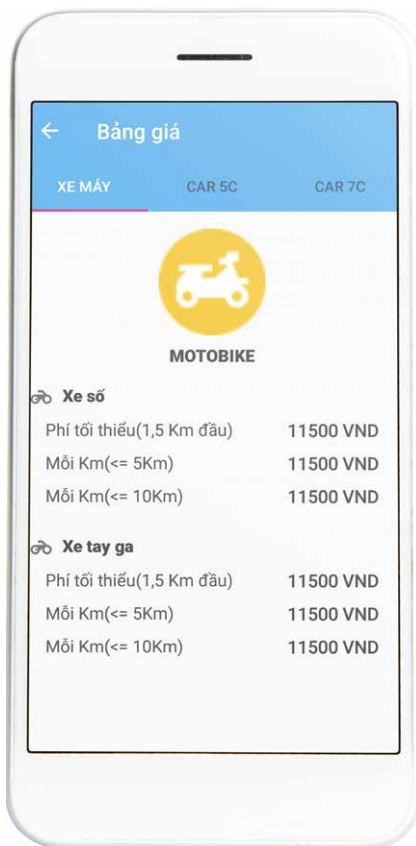 Bảng giá
XE MÁY CAR 5C CAR 7C
MOTOBIKE
Xe số
Phí tối thiểu(1,5 Km đầu) 11500 VND
Mỗi Km(<= 5Km) 11500 VND
Mỗi Km(<= 10Km) 11500 VND
Xe tay ga
Phí tối thiểu(1,5 Km đầu) 11500 VND
Mỗi Km(<= 5Km) 11500 VND
Mỗi Km(<= 10Km) 11500 VND